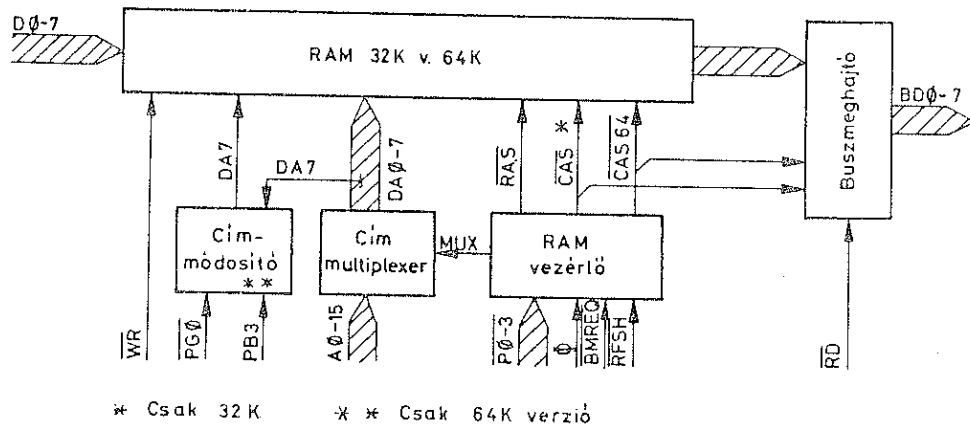 DØ-7
RAM 32K v. 64K
Buszmeghajtó
BDØ-7
DA7
DA7
DAØ-7
RAS
CAS *
CAS 64
Cím-
módosító
* *
Cím
multiplexer
MUX
RAM
vezérlő
WR
PGØ
PB3
AØ-15
PØ-3
Φ
BMREQ
RFSH
RD
* Csak 32K
* * Csak 64K verzió